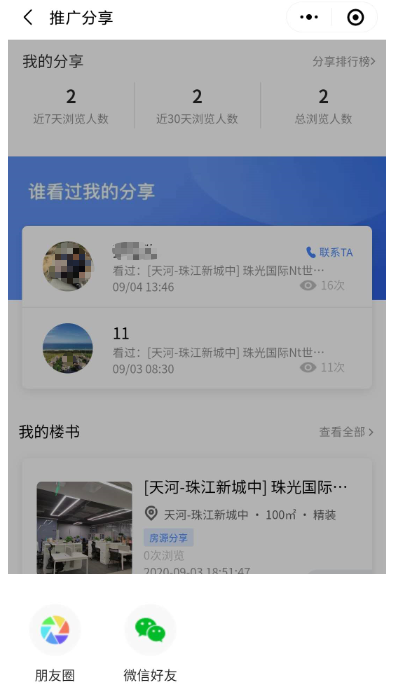 推广分享
我的分享 分享排行榜>
2 2 2
近7天浏览人数 近30天浏览人数 总浏览人数
谁看过我的分享
联系TA
看过：[天河-珠江新城中] 珠光国际Nt世…
09/04 13:46 16次
11
看过：[天河-珠江新城中] 珠光国际Nt世…
09/03 08:30 11次
我的楼书 查看全部 >
[天河-珠江新城中] 珠光国际…
天河-珠江新城中 · 100㎡ · 精装
房源分享
0次浏览
2020-09-03 18:51:47
朋友圈 微信好友